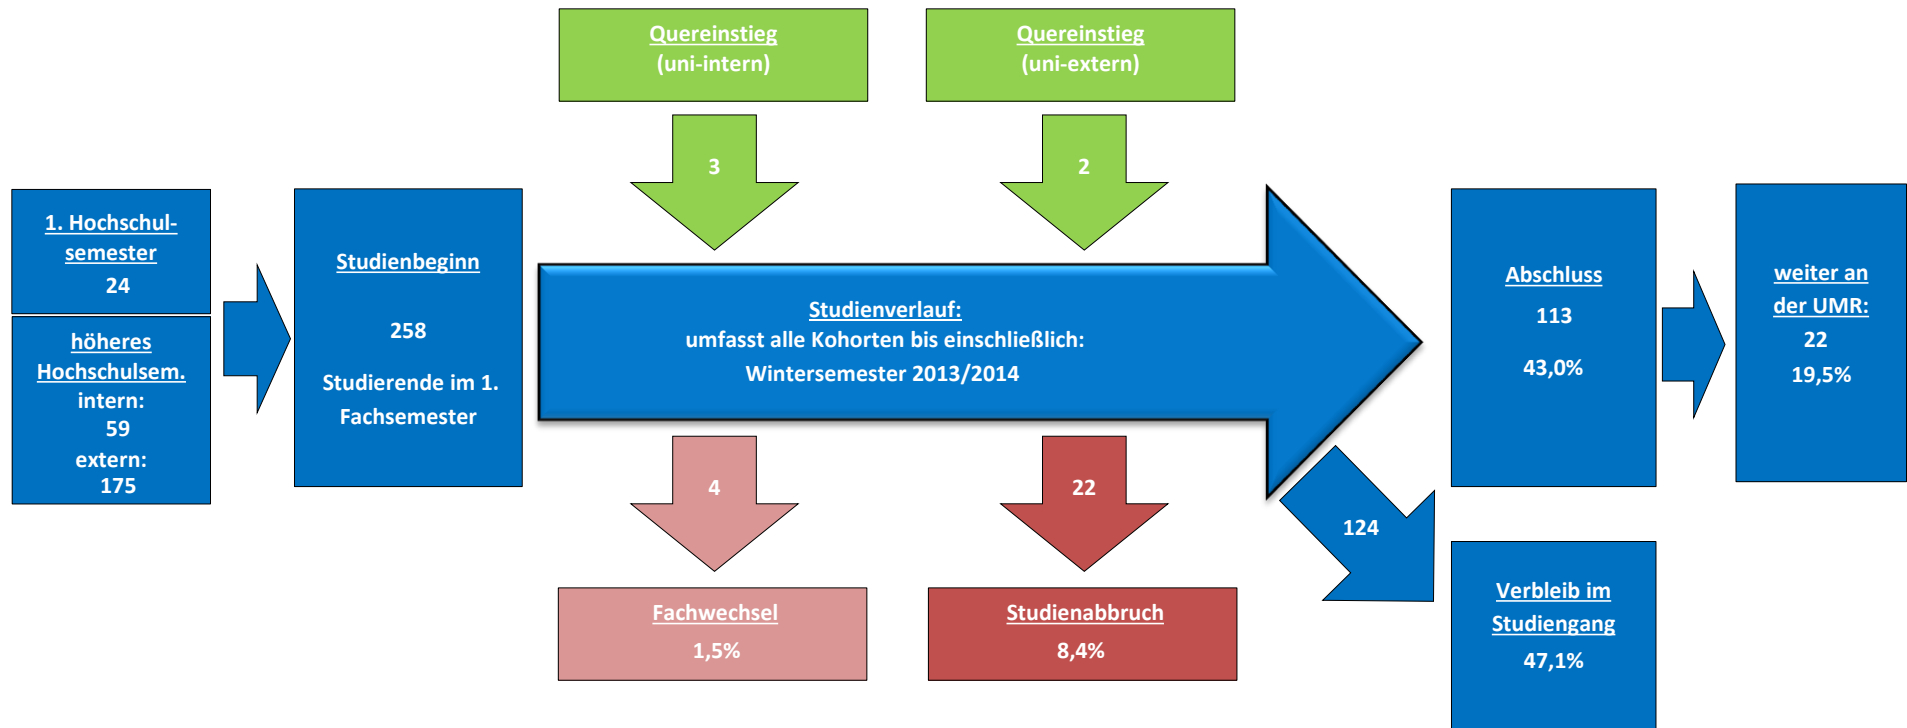 Quereinstieg
(uni-intern)
Quereinstieg
(uni-extern)
3
2
1. Hochschul-
semester
24
höheres
Hochschulsem.
intern:
59
extern:
175
Studienbeginn
258
Studierende im 1.
Fachsemester
Studienverlauf:
umfasst alle Kohorten bis einschließlich:
Wintersemester 2013/2014
Abschluss
113
43,0%
weiter an
der UMR:
22
19,5%
4
22
124
Fachwechsel
1,5%
Studienabbruch
8,4%
Verbleib im
Studiengang
47,1%